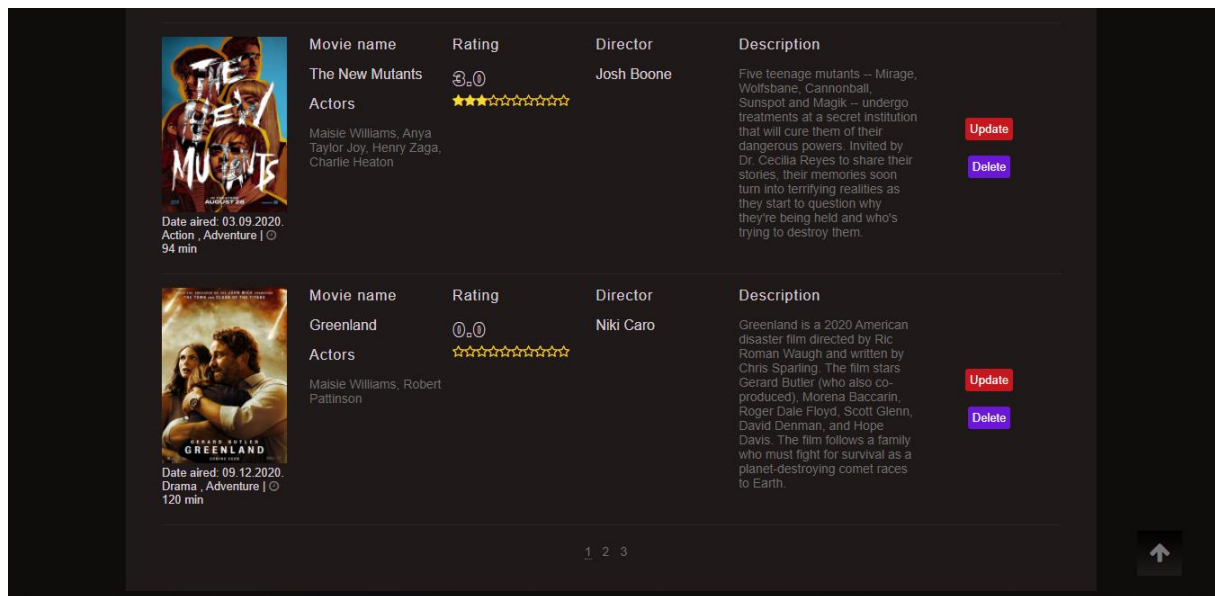 Movie name
Rating
Director
Description
The New Mutants
3.0
Josh Boone
Actors
Maisie Williams, Anya
Taylor Joy, Henry Zaga,
Charlie Heaton
Five teenage mutants -- Mirage,
Wolfsbane, Cannonball,
Sunspot and Magik -- undergo
treatments at a secret institution
that will cure them of their
dangerous powers. Invited by
Dr. Cecilia Reyes to share their
stories, their memories soon
turn into terrifying realities as
they start to question why
they're being held and who's
trying to destroy them.
Update
Delete
THE
NEW
MUTANTS
AUGUST 28
Date aired: 03.09.2020.
Action , Adventure |
94 min
Movie name
Rating
Director
Description
Greenland
0.0
Niki Caro
Actors
Maisie Williams, Robert
Pattinson
Greenland is a 2020 American
disaster film directed by Ric
Roman Waugh and written by
Chris Sparling. The film stars
Gerard Butler (who also co-
produced), Morena Baccarin,
Roger Dale Floyd, Scott Glenn,
David Denman, and Hope
Davis. The film follows a family
who must fight for survival as a
planet-destroying comet races
to Earth.
Update
Delete
GERARD BUTLER
GREENLAND
Date aired: 09.12.2020.
Drama , Adventure |
120 min
1 2 3